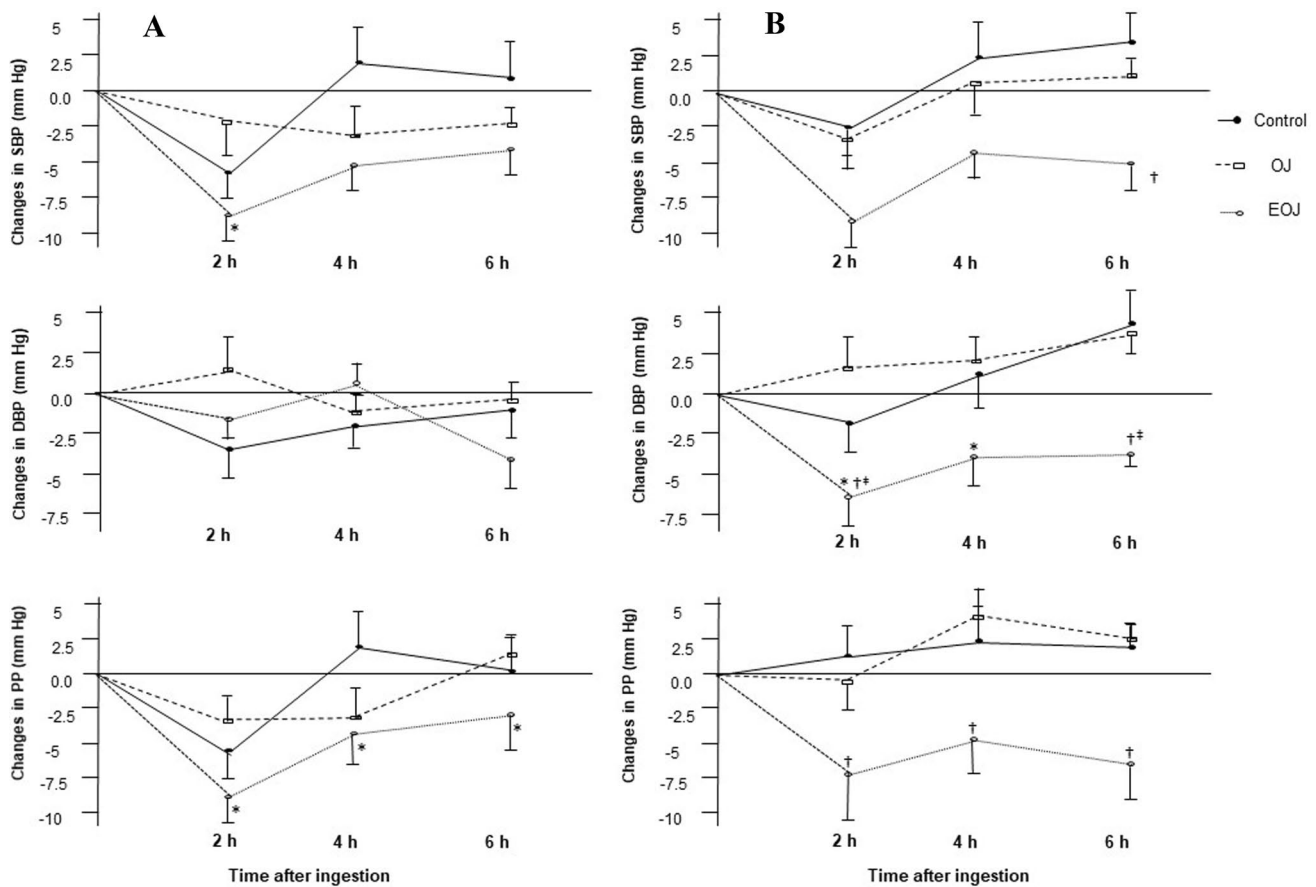 A
Changes in SBP (mm Hg)
5
2.5
0.0
-2.5
-5
-7.5
-10
*
2 h 4 h 6 h
B
Changes in SBP (mm Hg)
5
2.5
0.0
-2.5
-5
-7.5
-10
†
2 h 4 h 6 h
Control
OJ
EOJ
Changes in DBP (mm Hg)
5
2.5
0.0
-2.5
-5
-7.5
2 h 4 h 6 h
Changes in DBP (mm Hg)
5
2.5
0.0
-2.5
-5
-7.5
* †‡ * †‡
2 h 4 h 6 h
Changes in PP (mm Hg)
5
2.5
0.0
-2.5
-5
-7.5
-10
* * *
2 h 4 h 6 h
Time after ingestion
Changes in PP (mm Hg)
5
2.5
0.0
-2.5
-5
-7.5
-10
† † †
2 h 4 h 6 h
Time after ingestion